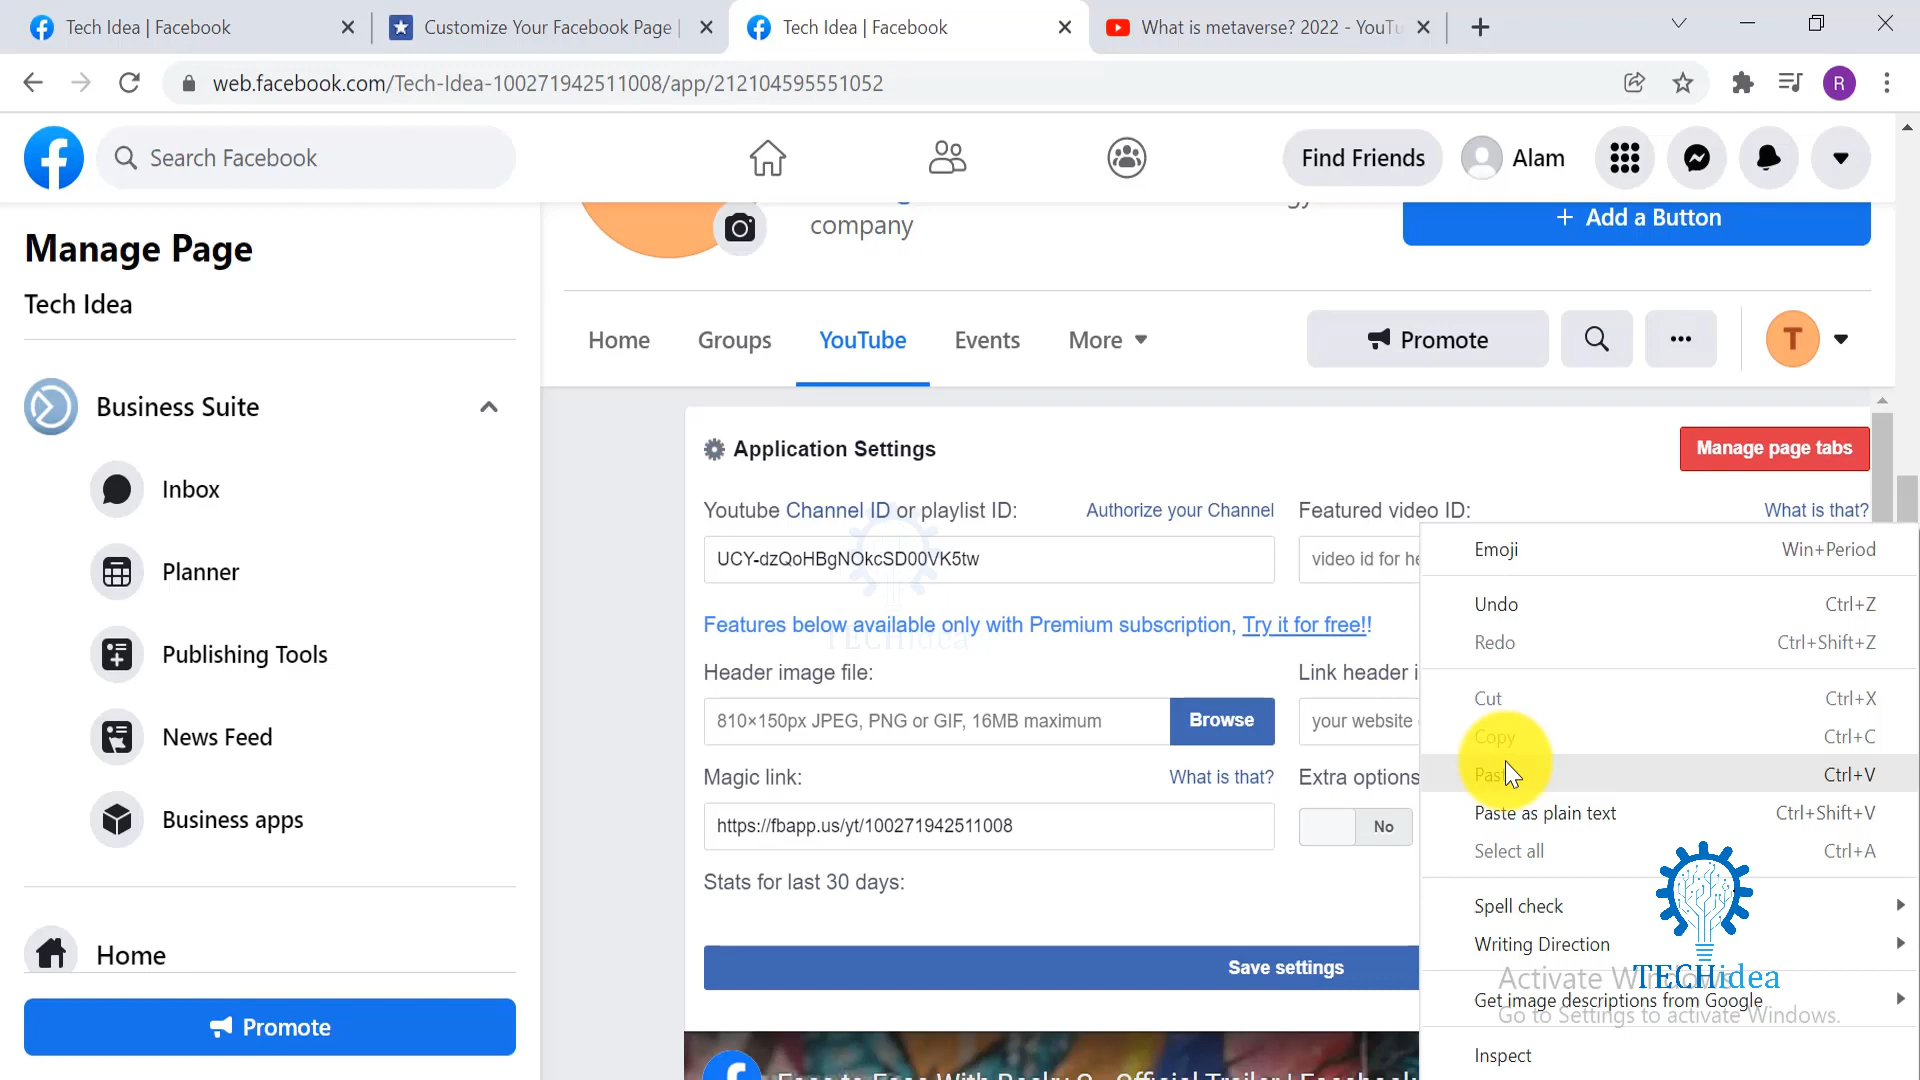 Tech Idea | Facebook
Customize Your Facebook Page |
Tech Idea | Facebook
What is metaverse? 2022 - YouTu
web.facebook.com/Tech-Idea-100271942511008/app/212104595551052
R
Search Facebook
Find Friends
Alam
Manage Page
Tech Idea
company
+ Add a Button
Home
Groups
YouTube
Events
More
Promote
T
Business Suite
Inbox
Planner
Publishing Tools
News Feed
Business apps
Home
Promote
Application Settings
Manage page tabs
Youtube Channel ID or playlist ID:
Authorize your Channel
Featured video ID:
What is that?
UCY-dzQoHBgNOkcSD00VK5tw
video id for he
Features below available only with Premium subscription, Try it for free!!
TECHidea
Header image file:
Link header i
810×150px JPEG, PNG or GIF, 16MB maximum
Browse
your website
Magic link:
What is that?
Extra options
https://fbapp.us/yt/100271942511008
No
Stats for last 30 days:
Save settings
Emoji Win+Period
Undo Ctrl+Z
Redo Ctrl+Shift+Z
Cut Ctrl+X
Copy Ctrl+C
Paste Ctrl+V
Paste as plain text Ctrl+Shift+V
Select all Ctrl+A
Spell check
Writing Direction
Activate Windows
TECHidea
Get image descriptions from Google
Go to Settings to activate Windows.
Inspect